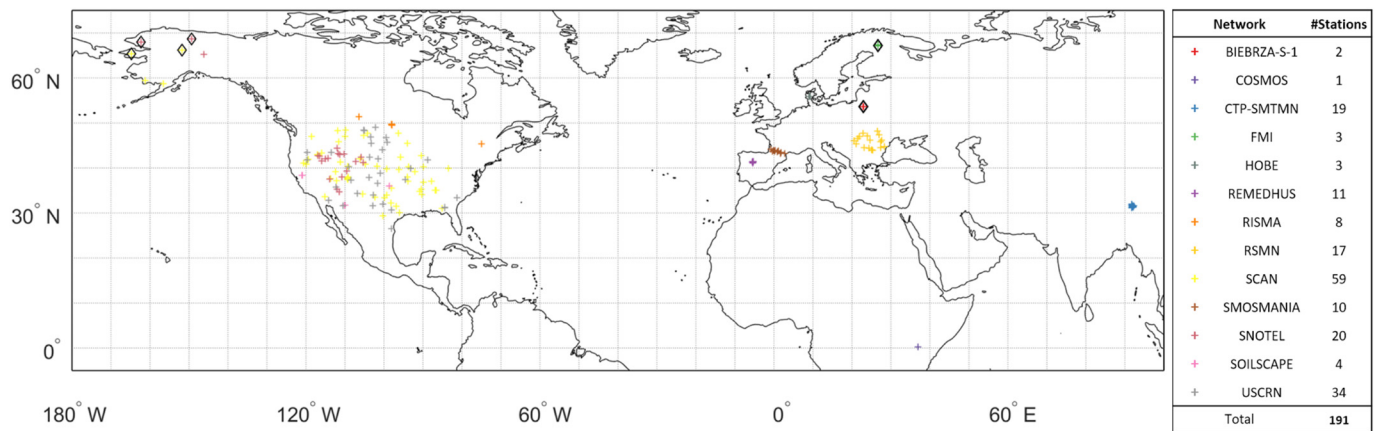 60° N
30° N
0°
180° W
120° W
60° W
0°
60° E
Network #Stations
BIEBRZA-S-1 2
COSMOS 1
CTP-SMTMN 19
FMI 3
HOBE 3
REMEDHUS 11
RISMA 8
RSMN 17
SCAN 59
SMOSMANIA 10
SNOTEL 20
SOILSCAPE 4
USCRN 34
Total 191